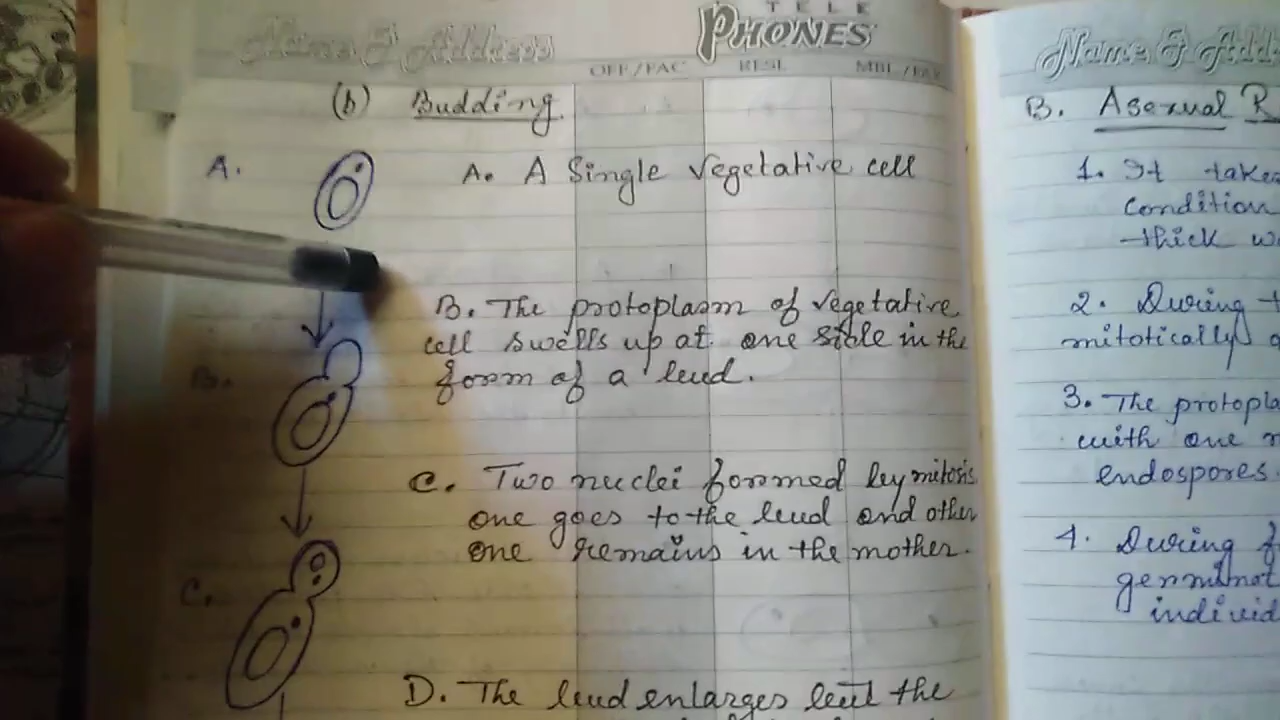 TELE
Name & Address PHONES
OFF/FAC RESI. MBL/FAX
(b) Budding.
A. A. A Single vegetative cell
B. The protoplasm of vegetative
cell swells up at one side in the
B. form of a bud.
C. Two nuclei formed by mitosis
one goes to the bud and other
one remains in the mother.
C.
D. The bud enlarges but the
Name & Add
B. Asexual R
1. It take
condition
thick w
2. During t
mitotically
3. The protopla
with one
endospores
4. During f
germinat
individ